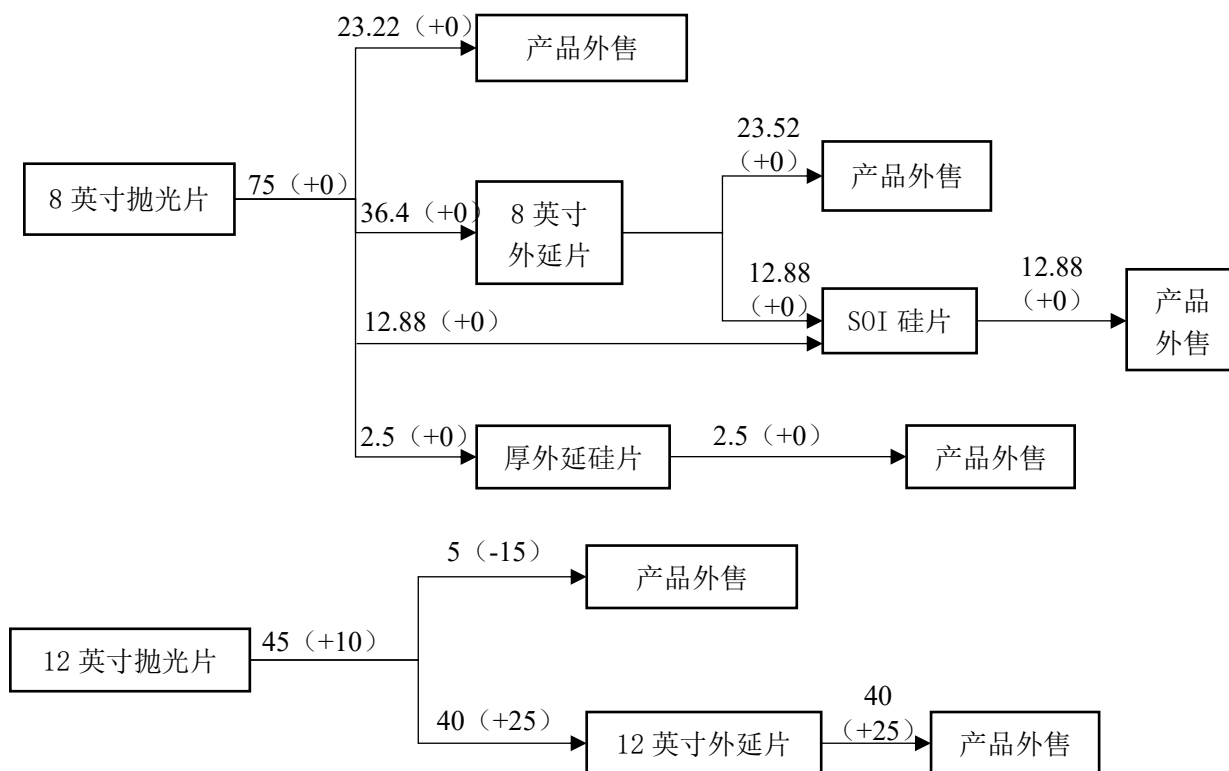 23.22（+0）
产品外售
23.52
（+0）
产品外售
8 英寸抛光片
75（+0）
36.4（+0）
8 英寸
外延片
12.88
（+0）
12.88
（+0）
12.88（+0）
SOI 硅片
产品
外售
2.5（+0）
厚外延硅片
2.5（+0）
产品外售
5（-15）
产品外售
12 英寸抛光片
45（+10）
40（+25）
12 英寸外延片
40
（+25）
产品外售